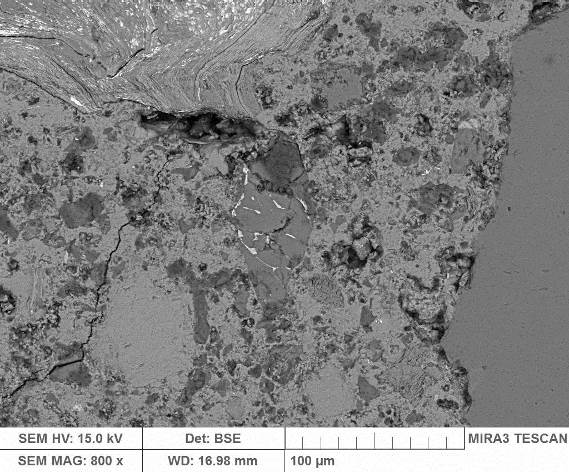 SEM HV: 15.0 kV Det: BSE MIRA3 TESCAN
SEM MAG: 800 x WD: 16.98 mm 100 µm